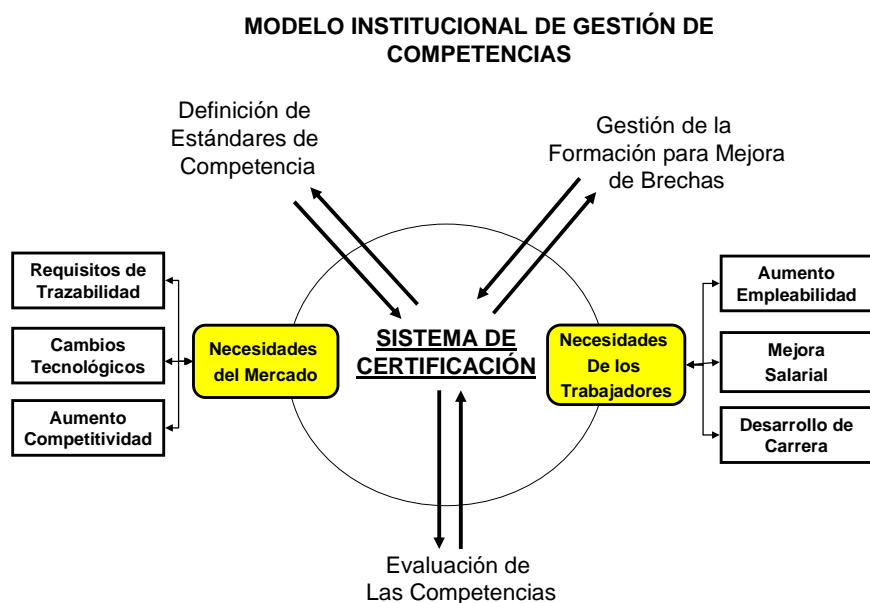 MODELO INSTITUCIONAL DE GESTIÓN DE
COMPETENCIAS
Definición de
Estándares de
Competencia
Gestión de la
Formación para Mejora
de Brechas
Requisitos de
Trazabilidad
Cambios
Tecnológicos
Aumento
Competitividad
Necesidades
del Mercado
SISTEMA DE
CERTIFICACIÓN
Necesidades
De los
Trabajadores
Aumento
Empleabilidad
Mejora
Salarial
Desarrollo de
Carrera
Evaluación de
Las Competencias